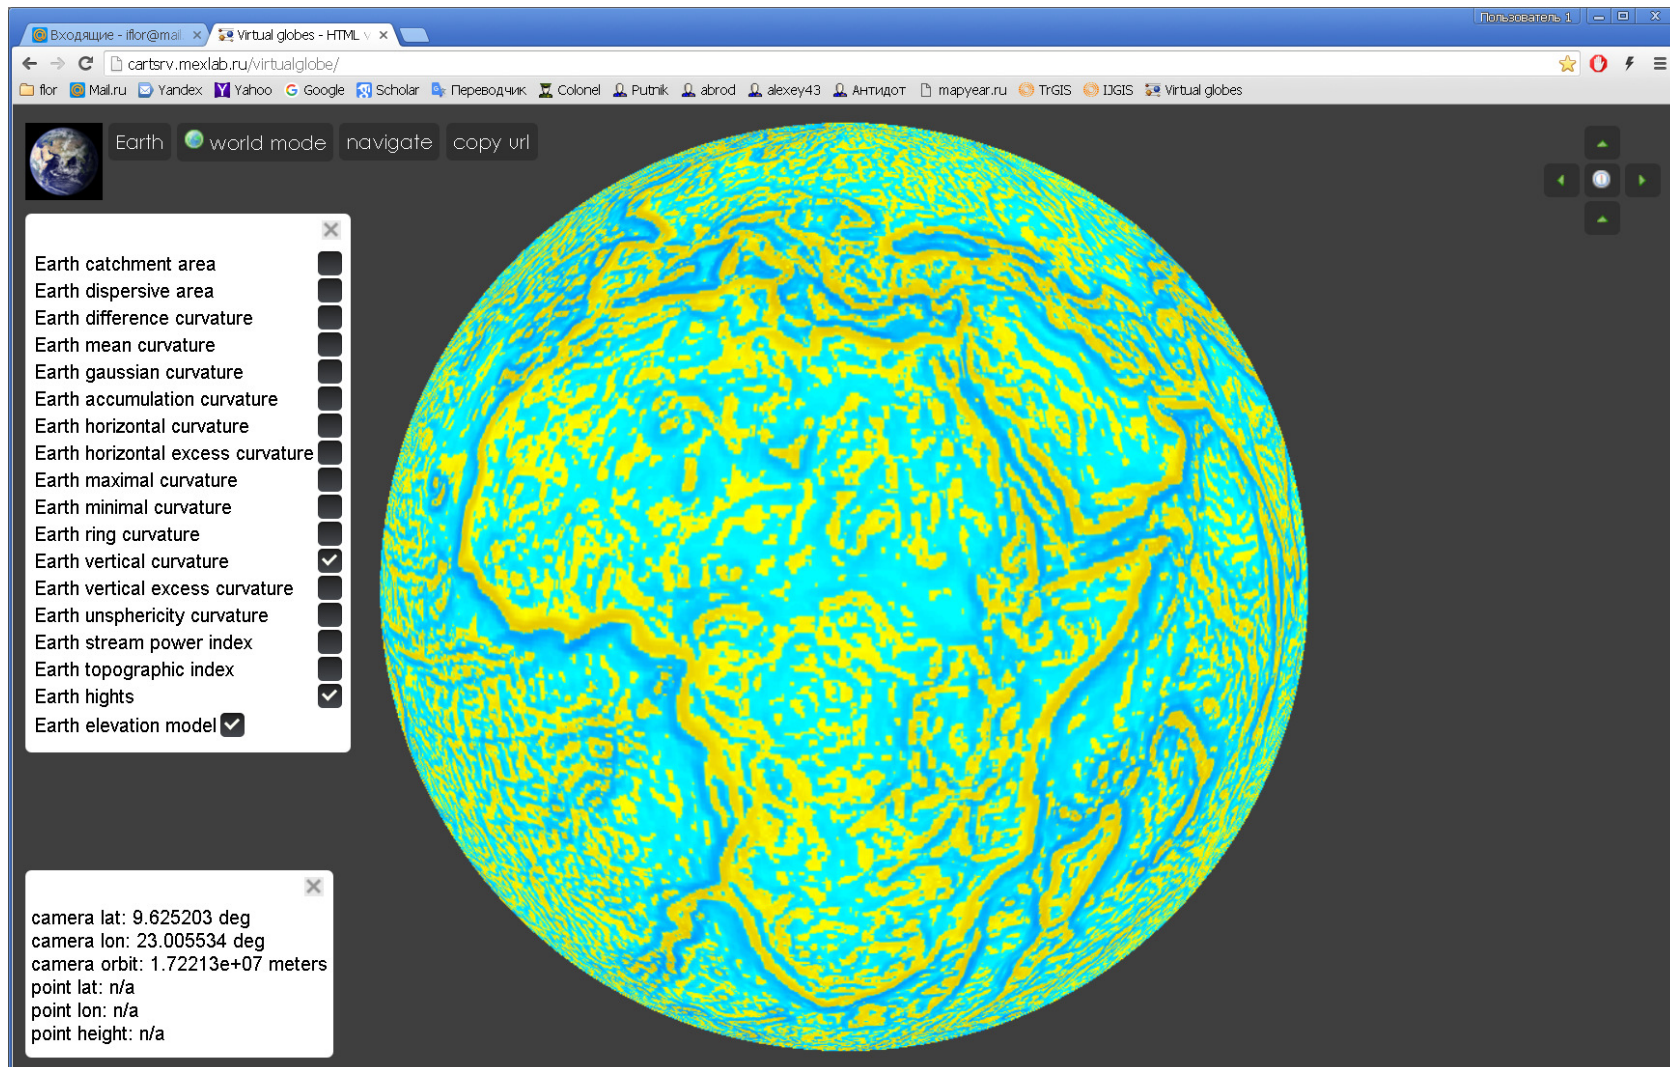 Пользователь 1
Входящие - iflor@mail
Virtual globes - HTML v
cartsrv.mexlab.ru/virtualglobe/
flor Mail.ru Yandex Yahoo Google Scholar Переводчик Colonel Putnik abrod alexey43 Антидот mapyear.ru TrGIS IJGIS Virtual globes
Earth world mode navigate copy url
Earth catchment area
Earth dispersive area
Earth difference curvature
Earth mean curvature
Earth gaussian curvature
Earth accumulation curvature
Earth horizontal curvature
Earth horizontal excess curvature
Earth maximal curvature
Earth minimal curvature
Earth ring curvature
Earth vertical curvature
Earth vertical excess curvature
Earth unsphericity curvature
Earth stream power index
Earth topographic index
Earth hights
Earth elevation model
camera lat: 9.625203 deg
camera lon: 23.005534 deg
camera orbit: 1.72213e+07 meters
point lat: n/a
point lon: n/a
point height: n/a